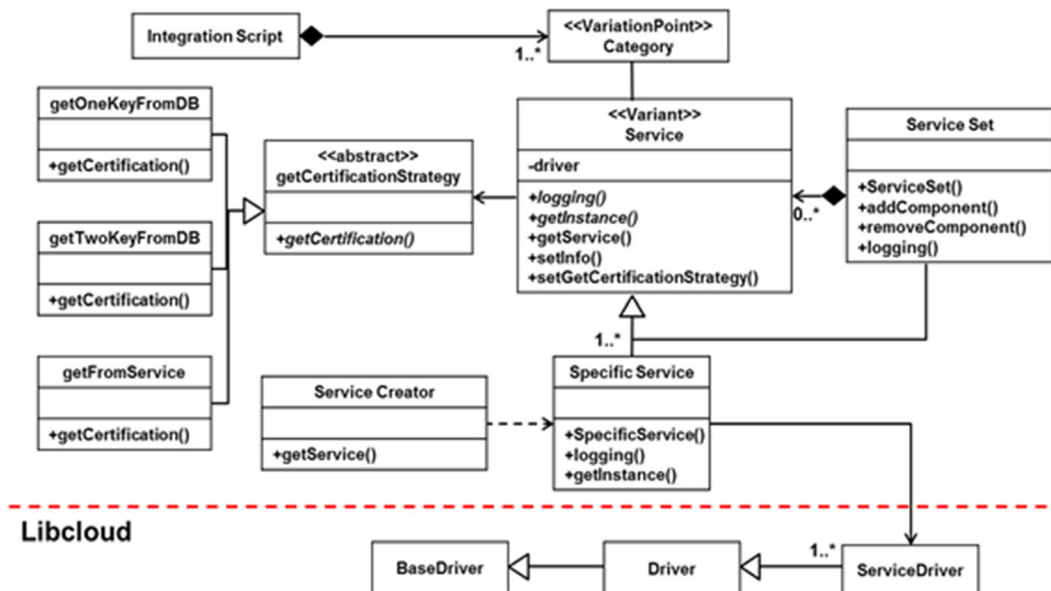 Integration Script
1..*
<<VariationPoint>>
Category
getOneKeyFromDB
+getCertification()
getTwoKeyFromDB
+getCertification()
getFromService
+getCertification()
<<abstract>>
getCertificationStrategy
+getCertification()
<<Variant>>
Service
-driver
+logging()
+getInstance()
+getService()
+setInfo()
+setGetCertificationStrategy()
0..*
Service Set
+ServiceSet()
+addComponent()
+removeComponent()
+logging()
1..*
Service Creator
+getService()
Specific Service
+SpecificService()
+logging()
+getInstance()
Libcloud
BaseDriver
Driver
1..*
ServiceDriver